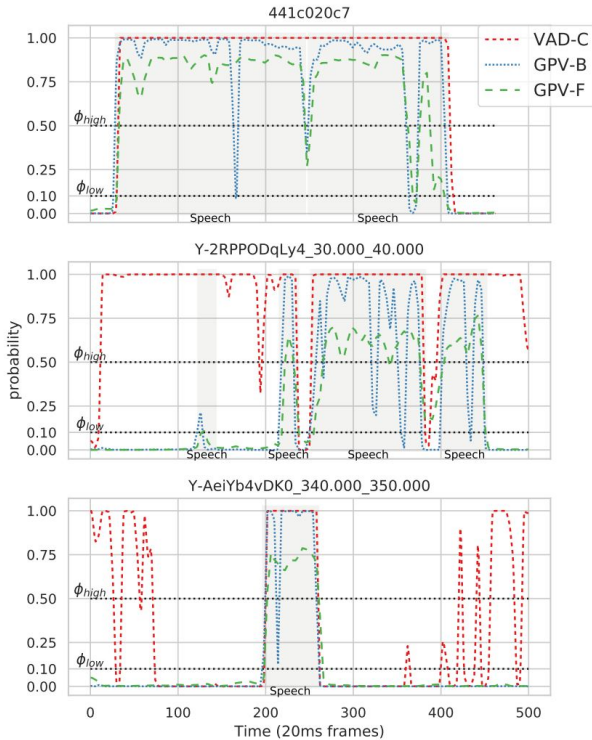 441c020c7
1.00
0.75
ϕhigh 0.50
0.25
ϕlow 0.10
0.00
Speech Speech
VAD-C
GPV-B
GPV-F
Y-2RPPODqLy4_30.000_40.000
1.00
0.75
ϕhigh 0.50
0.25
ϕlow 0.10
0.00
Speech Speech Speech Speech
probability
Y-AeiYb4vDK0_340.000_350.000
1.00
0.75
ϕhigh 0.50
0.25
ϕlow 0.10
0.00
Speech
0 100 200 300 400 500
Time (20ms frames)